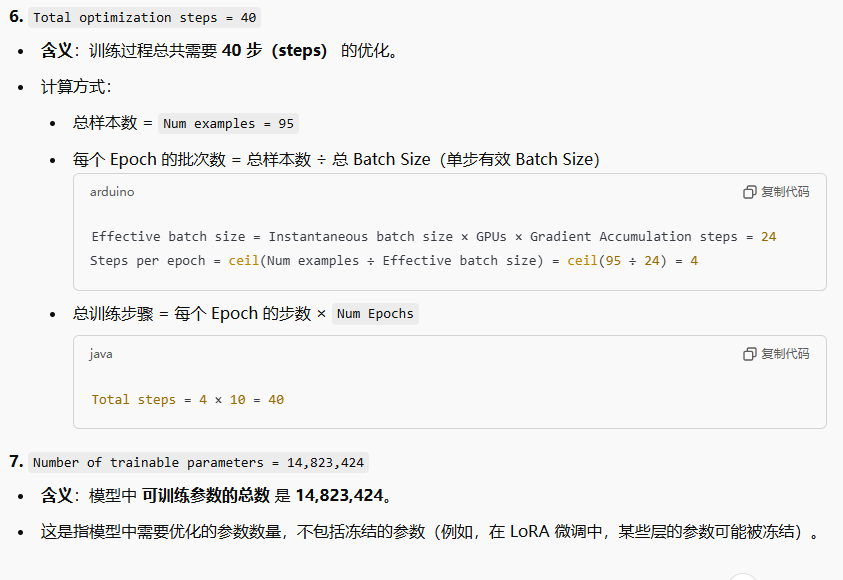 6. Total optimization steps = 40
• 含义：训练过程总共需要 40 步（steps） 的优化。
• 计算方式：
• 总样本数 = Num examples = 95
• 每个 Epoch 的批次数 = 总样本数 ÷ 总 Batch Size（单步有效 Batch Size）
arduino 复制代码
Effective batch size = Instantaneous batch size × GPUs × Gradient Accumulation steps = 24
Steps per epoch = ceil(Num examples ÷ Effective batch size) = ceil(95 ÷ 24) = 4
• 总训练步骤 = 每个 Epoch 的步数 × Num Epochs
java 复制代码
Total steps = 4 × 10 = 40
7. Number of trainable parameters = 14,823,424
• 含义：模型中 可训练参数的总数 是 14,823,424。
• 这是指模型中需要优化的参数数量，不包括冻结的参数（例如，在 LoRA 微调中，某些层的参数可能被冻结）。